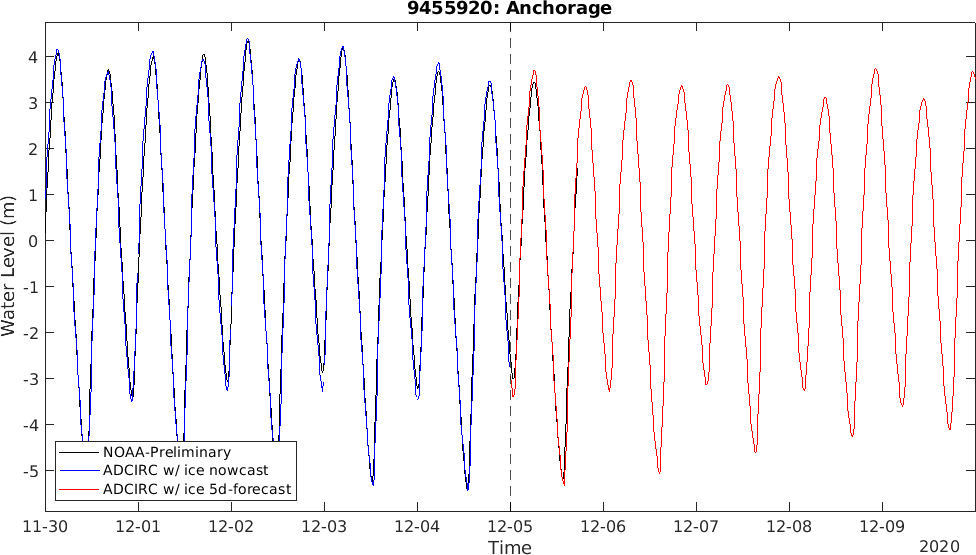 9455920: Anchorage
4
3
2
1
0
-1
-2
-3
-4
-5
Water Level (m)
NOAA-Preliminary
ADCIRC w/ ice nowcast
ADCIRC w/ ice 5d-forecast
11-30 12-01 12-02 12-03 12-04 12-05 12-06 12-07 12-08 12-09
Time
2020